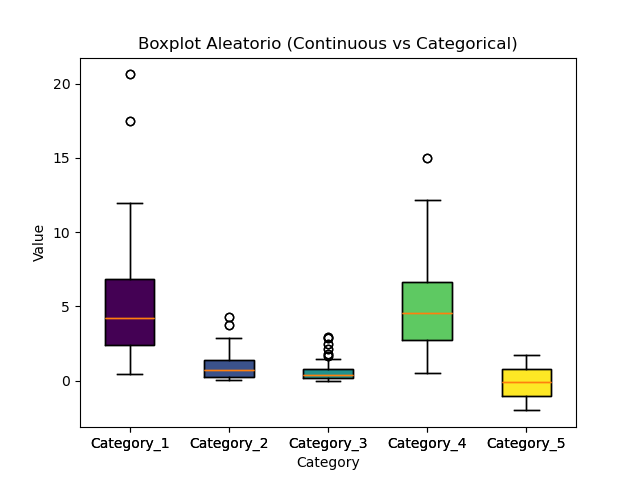 Boxplot Aleatorio (Continuous vs Categorical)
20
15
10
5
0
Value
Category_1 Category_2 Category_3 Category_4 Category_5
Category